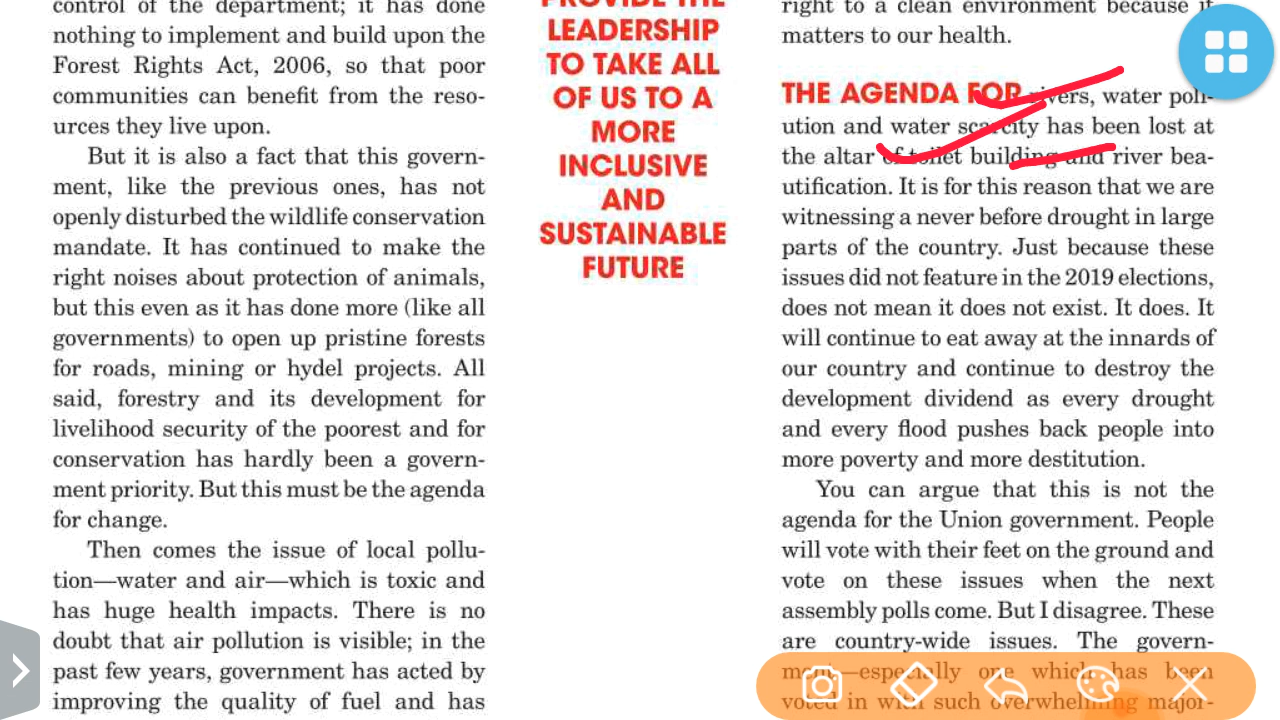 control of the department; it has done
nothing to implement and build upon the
Forest Rights Act, 2006, so that poor
communities can benefit from the reso-
urces they live upon.
But it is also a fact that this govern-
ment, like the previous ones, has not
openly disturbed the wildlife conservation
mandate. It has continued to make the
right noises about protection of animals,
but this even as it has done more (like all
governments) to open up pristine forests
for roads, mining or hydel projects. All
said, forestry and its development for
livelihood security of the poorest and for
conservation has hardly been a govern-
ment priority. But this must be the agenda
for change.
Then comes the issue of local pollu-
tion—water and air—which is toxic and
has huge health impacts. There is no
doubt that air pollution is visible; in the
past few years, government has acted by
improving the quality of fuel and has
PROVIDE THE
LEADERSHIP
TO TAKE ALL
OF US TO A
MORE
INCLUSIVE
AND
SUSTAINABLE
FUTURE
right to a clean environment because it
matters to our health.
THE AGENDA FOR rivers, water poll-
ution and water scarcity has been lost at
the altar of toilet building and river bea-
utification. It is for this reason that we are
witnessing a never before drought in large
parts of the country. Just because these
issues did not feature in the 2019 elections,
does not mean it does not exist. It does. It
will continue to eat away at the innards of
our country and continue to destroy the
development dividend as every drought
and every flood pushes back people into
more poverty and more destitution.
You can argue that this is not the
agenda for the Union government. People
will vote with their feet on the ground and
vote on these issues when the next
assembly polls come. But I disagree. These
are country-wide issues. The govern-
ment—especially one which has been
voted in with such overwhelming major-